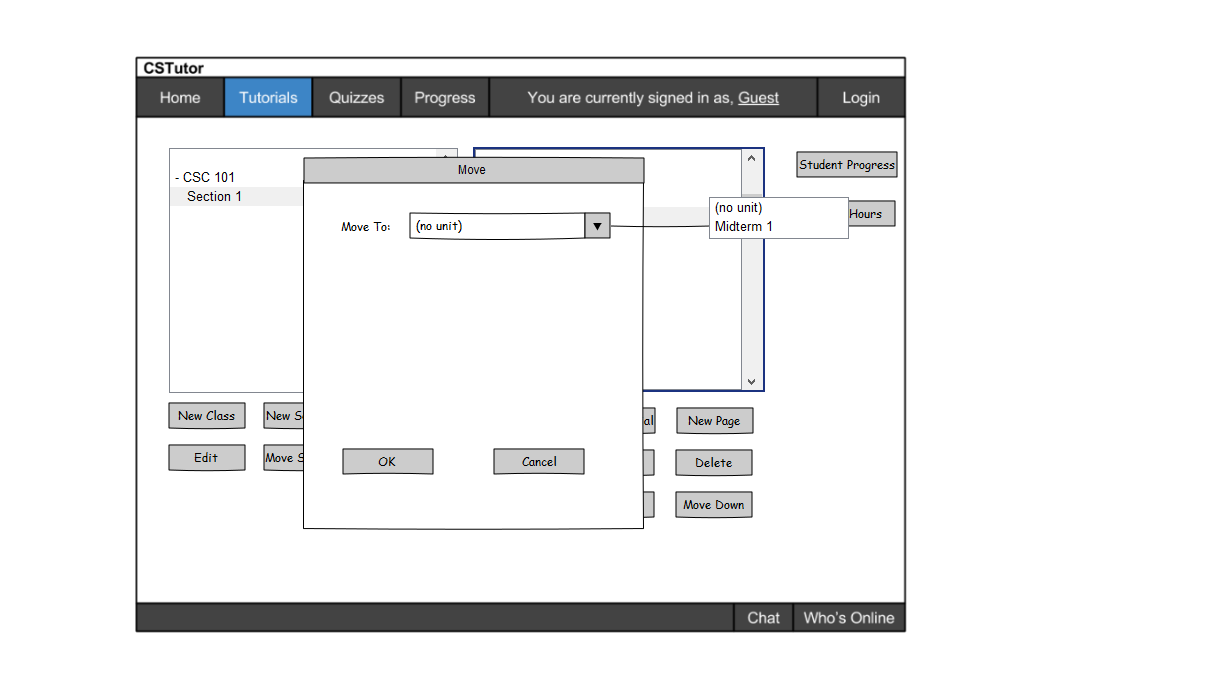 CSTutor
Home Tutorials Quizzes Progress You are currently signed in as, Guest Login
Move
Student Progress
- CSC 101
Section 1
Move To: (no unit)
(no unit)
Midterm 1
Hours
New Class New S
al New Page
Edit Move S
OK Cancel
Delete
Move Down
Chat Who's Online